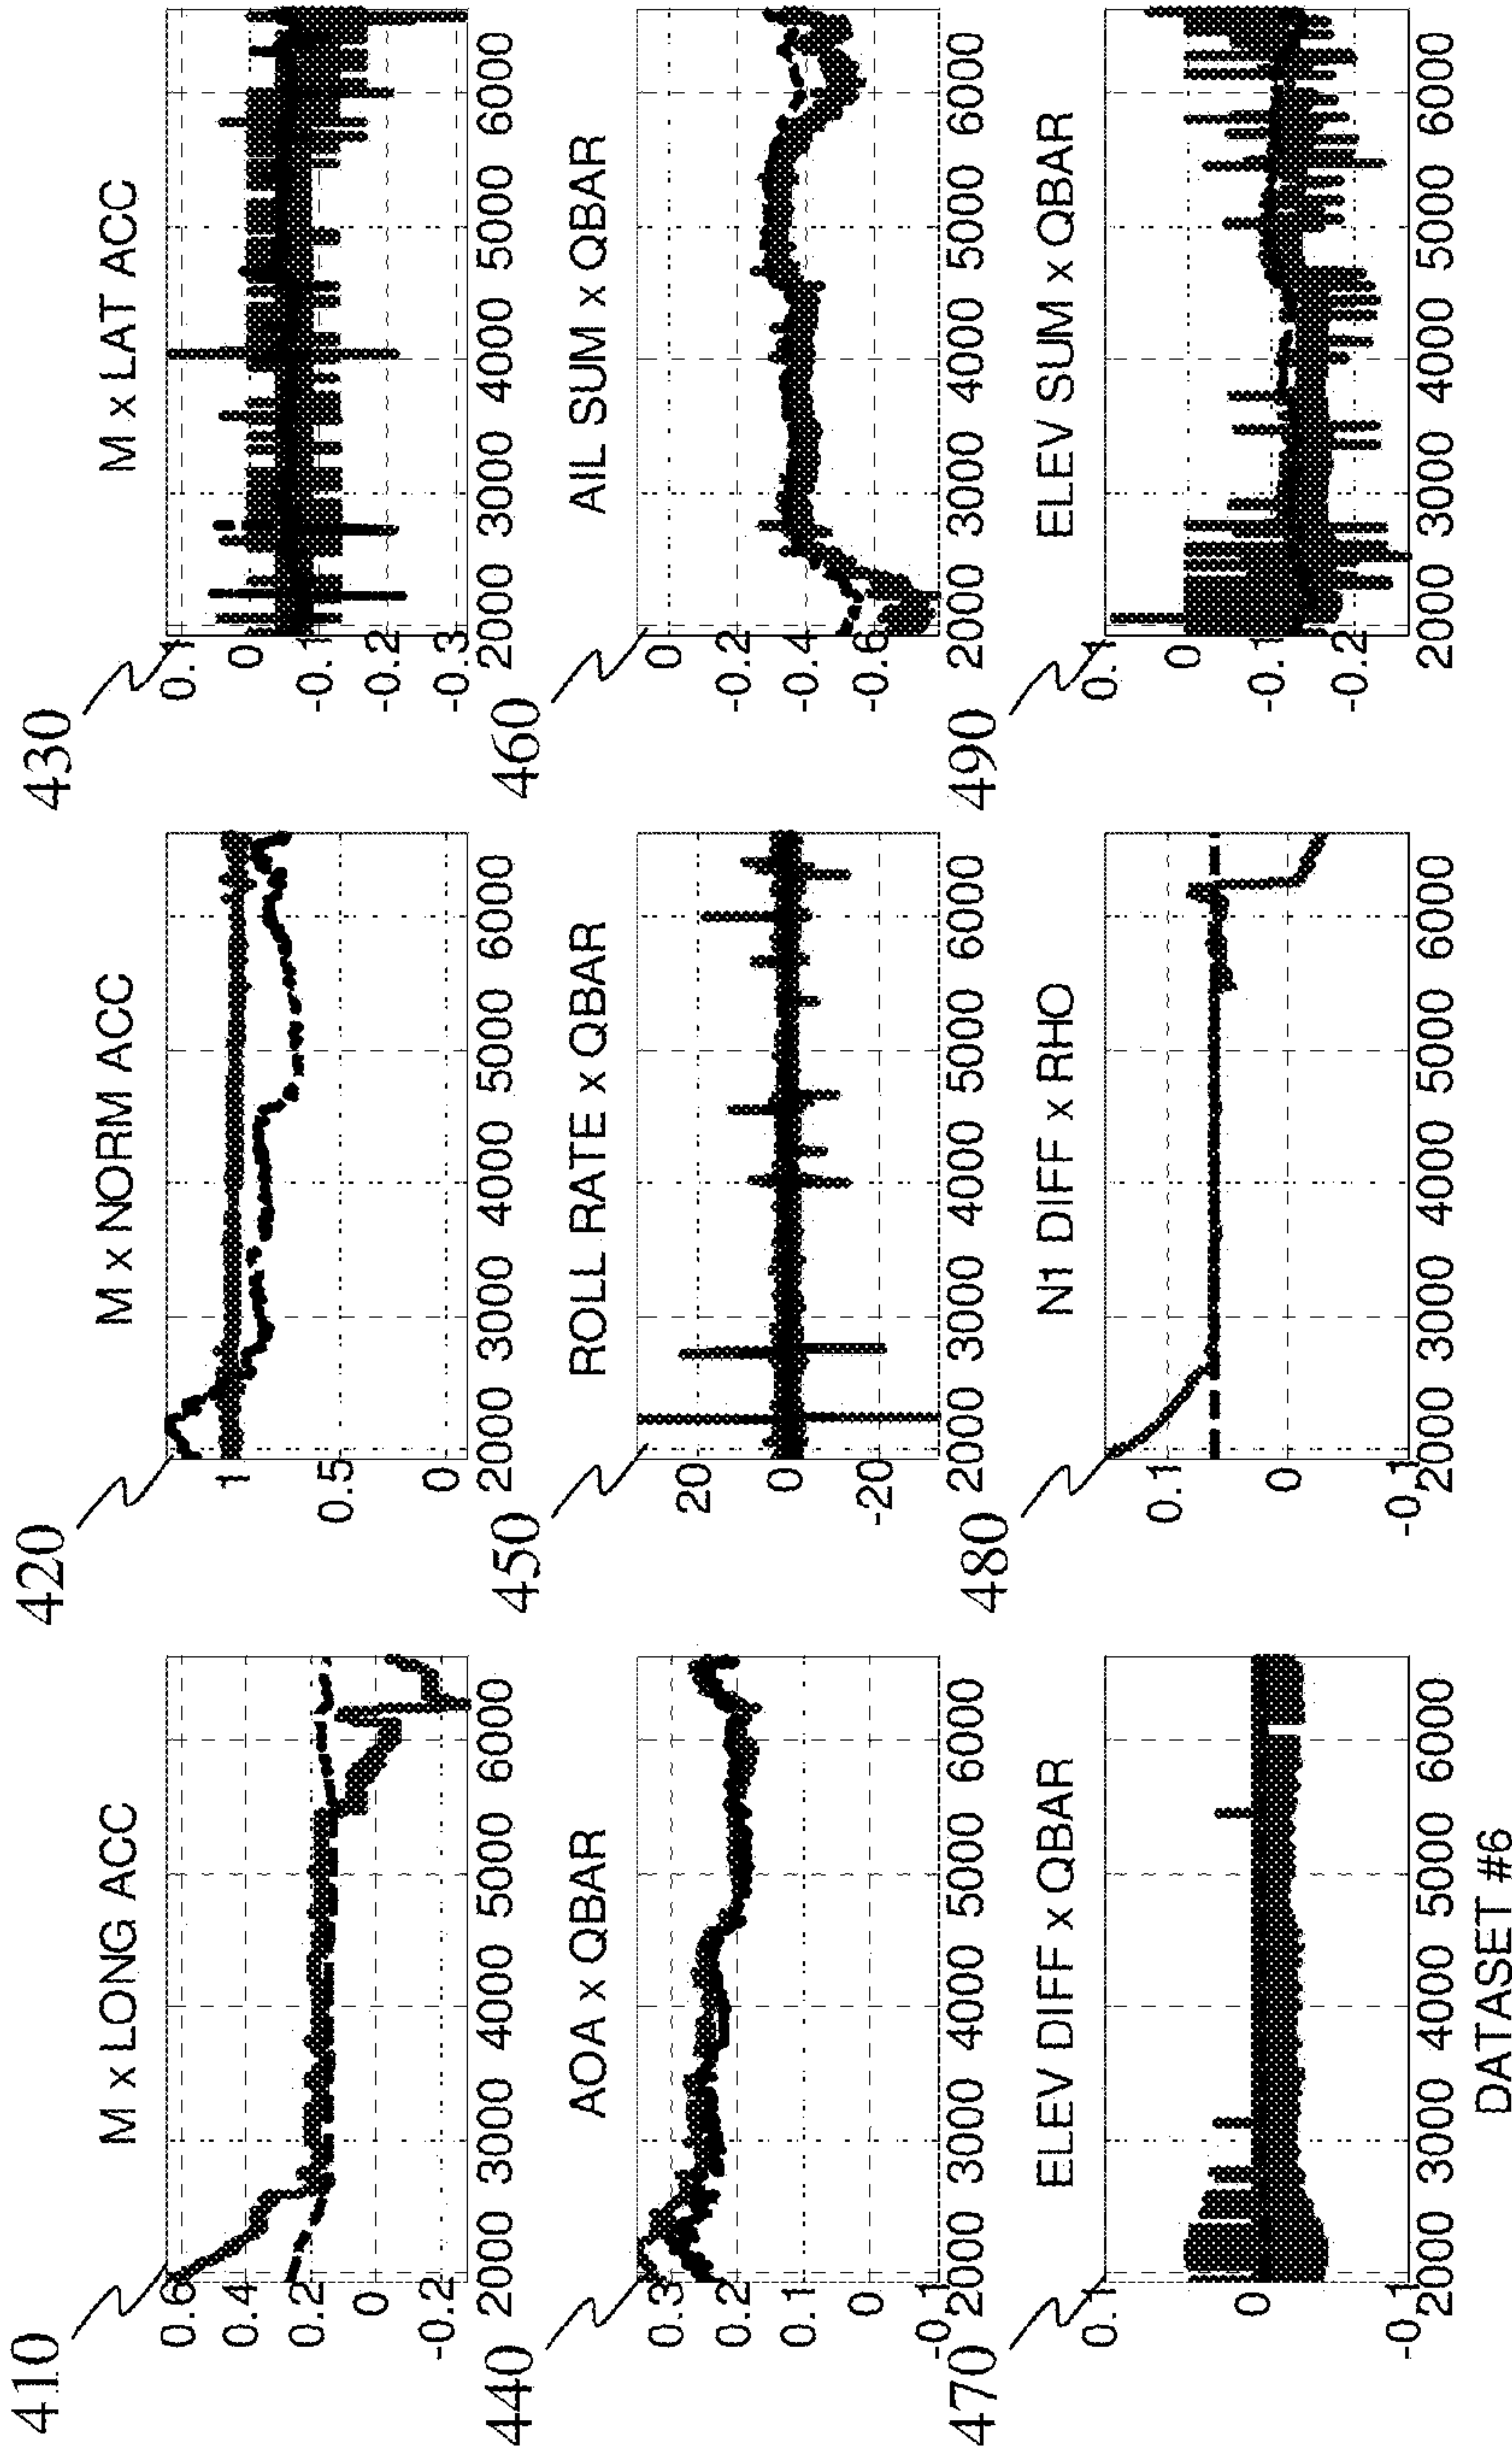 410
M x LONG ACC
0.6
0.4
0.2
0
-0.2
2000 3000 4000 5000 6000
420
M x NORM ACC
1
0.5
0
2000 3000 4000 5000 6000
430
M x LAT ACC
0.1
0
-0.1
-0.2
-0.3
2000 3000 4000 5000 6000
440
AOA x QBAR
0.3
0.2
0.1
0
-0.1
2000 3000 4000 5000 6000
450
ROLL RATE x QBAR
20
0
-20
2000 3000 4000 5000 6000
460
AIL SUM x QBAR
0
-0.2
-0.4
-0.6
2000 3000 4000 5000 6000
470
ELEV DIFF x QBAR
0.1
0
-0.1
2000 3000 4000 5000 6000
480
N1 DIFF x RHO
0.1
0
-0.1
2000 3000 4000 5000 6000
490
ELEV SUM x QBAR
0.1
0
-0.1
-0.2
2000 3000 4000 5000 6000
DATASET #6